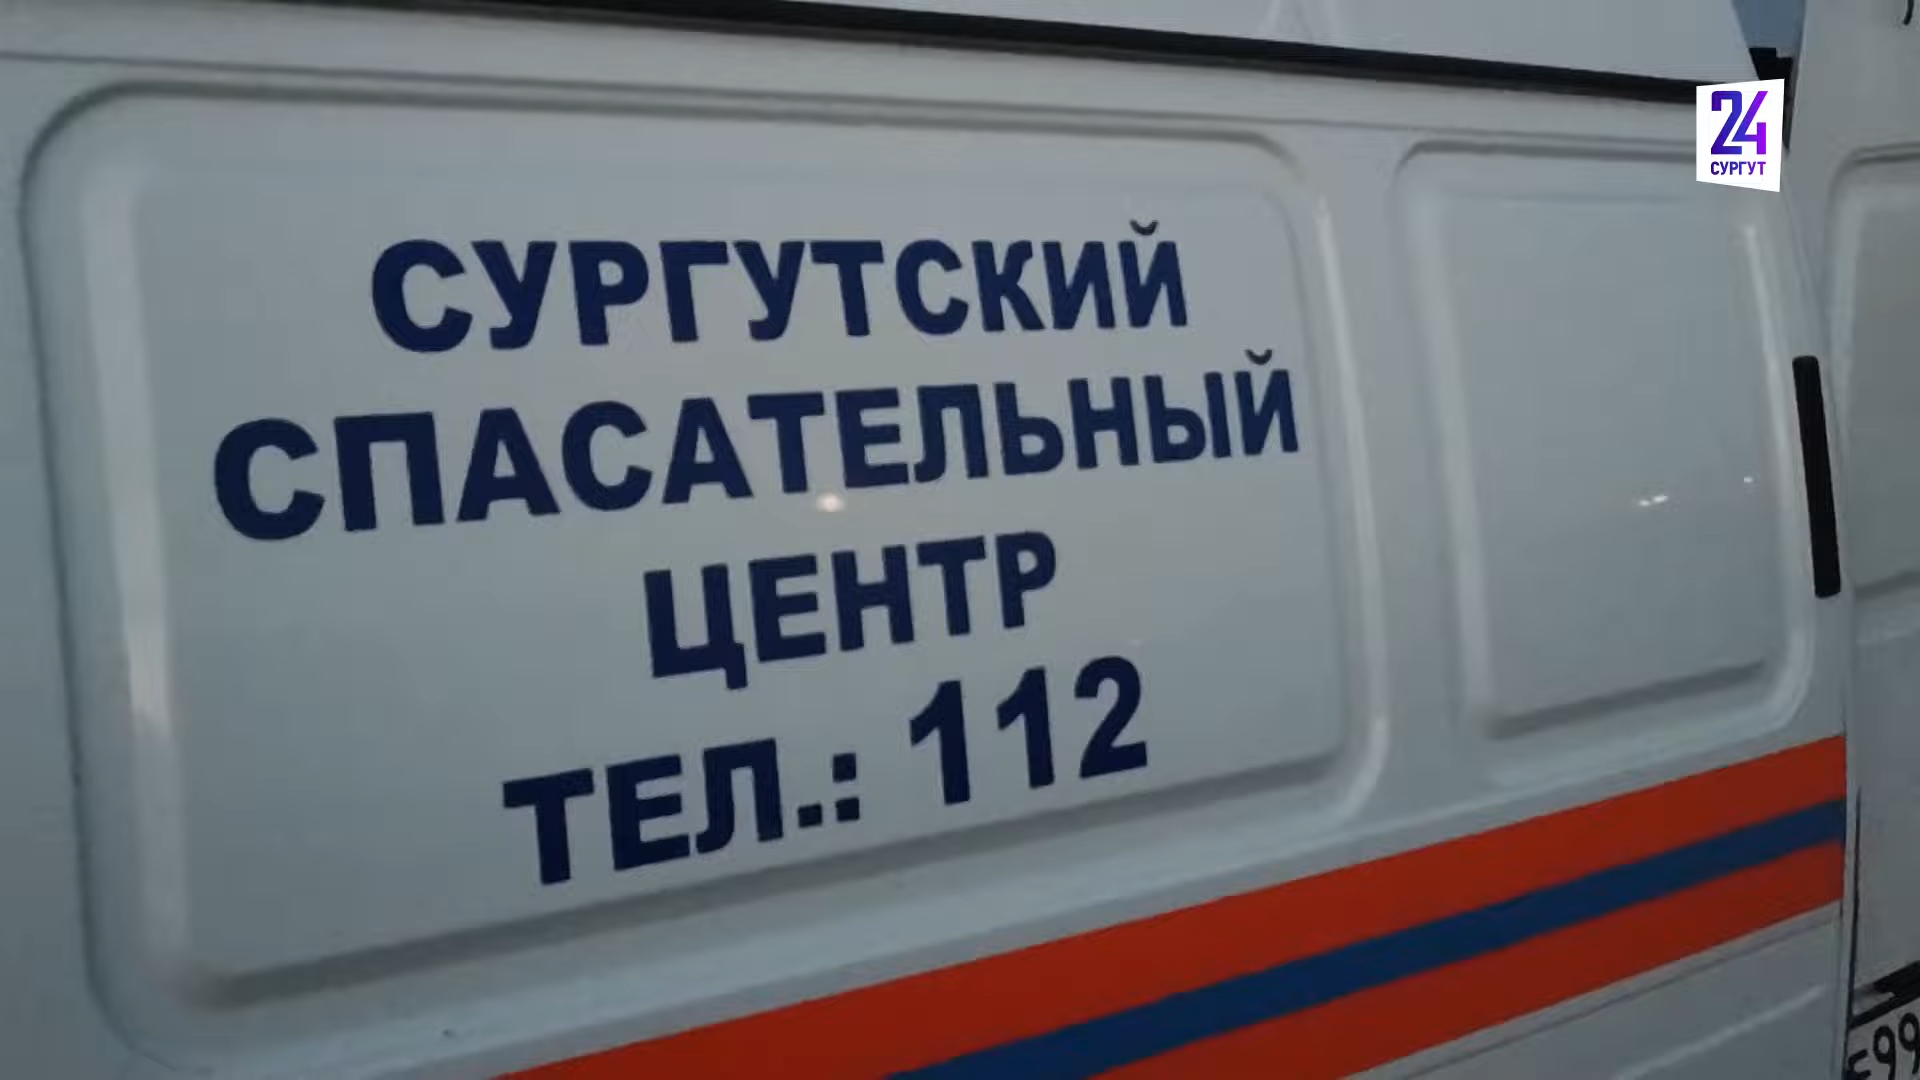 24
СУРГУТ
СУРГУТСКИЙ
СПАСАТЕЛЬНЫЙ
ЦЕНТР
ТЕЛ.: 112